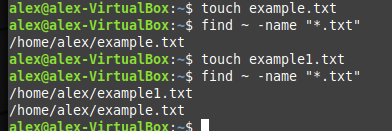 alex@alex-VirtualBox:~$ touch example.txt
alex@alex-VirtualBox:~$ find ~ -name "*.txt"
/home/alex/example.txt
alex@alex-VirtualBox:~$ touch example1.txt
alex@alex-VirtualBox:~$ find ~ -name "*.txt"
/home/alex/example1.txt
/home/alex/example.txt
alex@alex-VirtualBox:~$